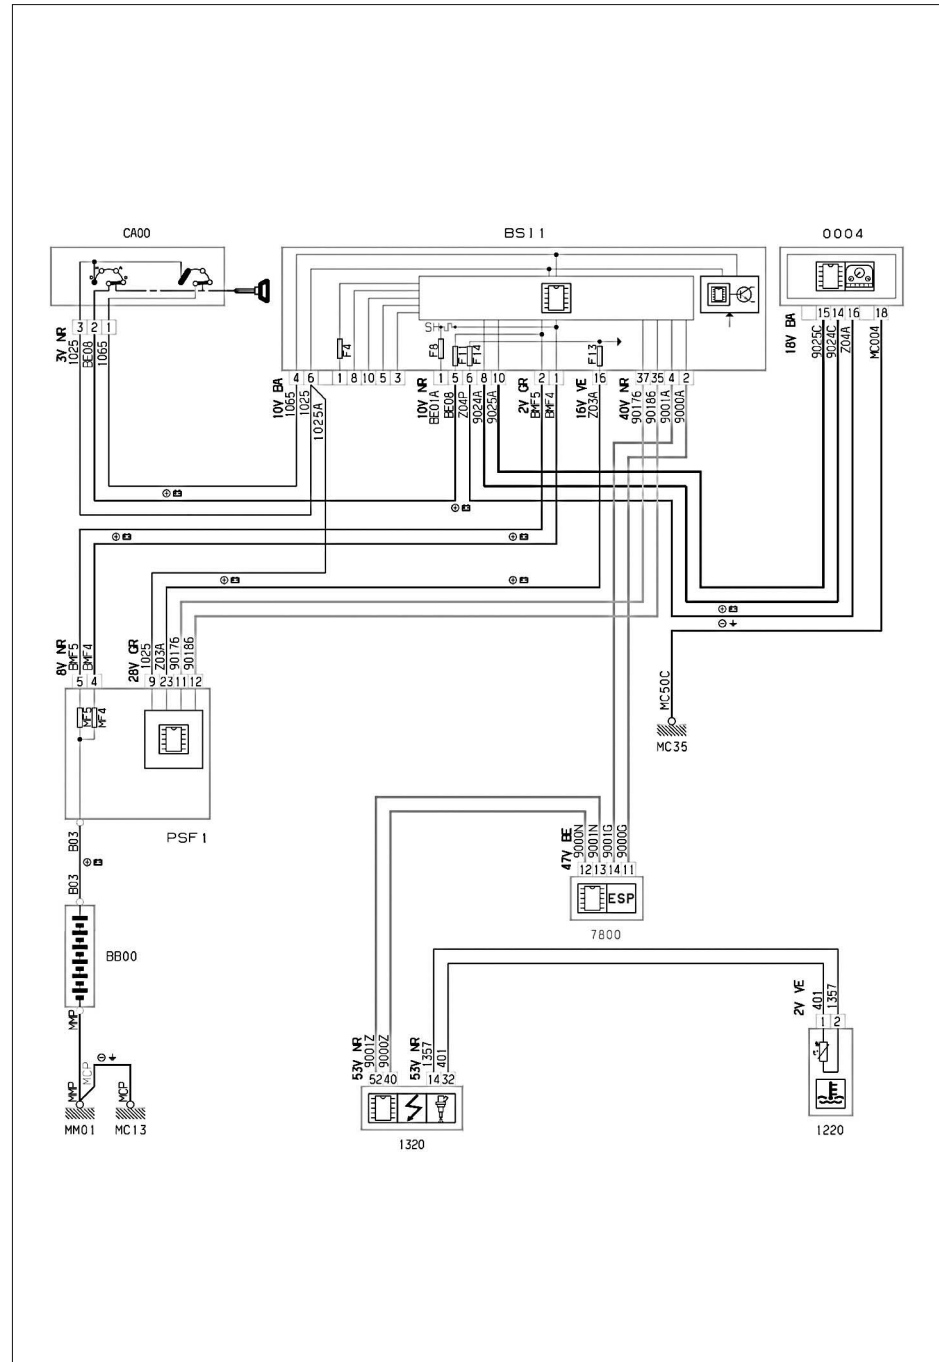 CA00
BSI1
0004
SH
F4
F8
F1
F14
F13
3 2 1
4 6 1 8 10 5 3 1 5 6 8 10 2 1 16 37 35 4 2
15 14 16 18
3V NR
1025
BE08
1065
10V BA
1065
1025
1025A
10V NR
BE01A
BE08
Z04P
9024A
9025A
2V GR
BMF5
BMF4
16V VE
Z03A
40V NR
90176
90186
9001A
9000A
18V BA
9025C
9024C
Z04A
MC004
8V NR
BMF5
BMF4
28V GR
1025
Z03A
90176
90186
5 4 9 23 11 12
MF5
MF4
PSF1
MC50C
MC35
B03
B03
BB00
MMP
MMP
MCP
MCP
MM01
MC13
47V BE
9000N
9001N
9001G
9000G
12 13 14 11
ESP
7800
53V NR
9001Z
9000Z
53V NR
1357
401
52 40 14 32
1320
2V VE
401
1357
1 2
1220